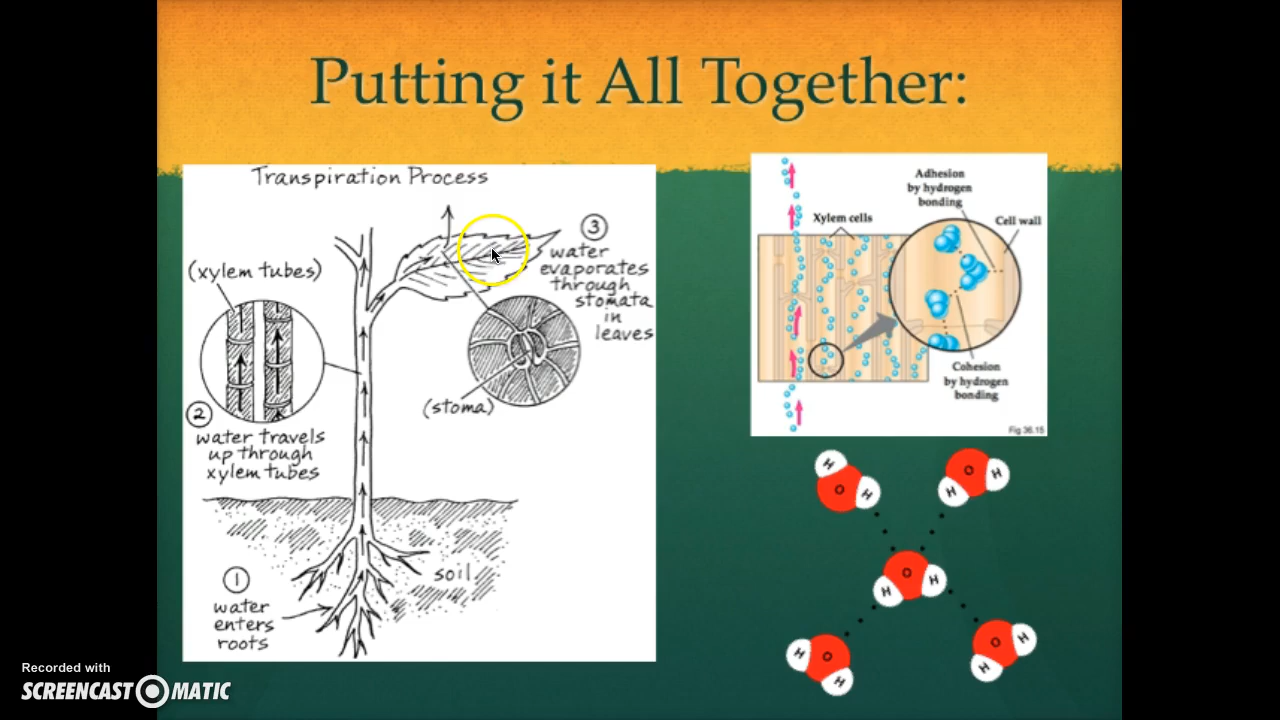 Putting it All Together:
Transpiration Process
(xylem tubes)
3
water
evaporates
through
stomata
in
leaves
(stoma)
2
water travels
up through
xylem tubes
1
water
enters
roots
soil
Adhesion
by hydrogen
bonding
Xylem cells
Cell wall
Cohesion
by hydrogen
bonding
Fig 36.15
H
O
H
O
H
H
O
H
H
H
O
H
H
O
H
Recorded with
SCREENCAST-O-MATIC